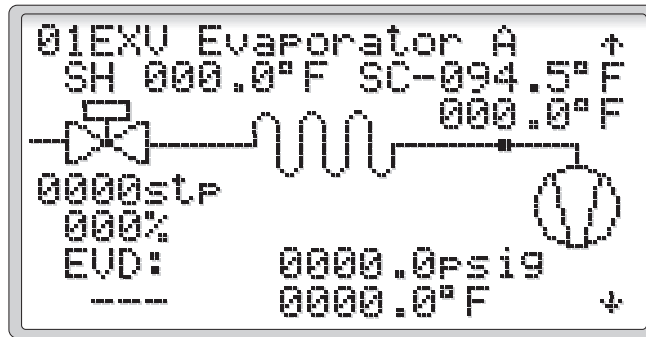 01EXV Evaporator A ↑
SH 000.0°F SC-094.5°F
000.0°F
0000stp
000%
EVD: 0000.0psig
----- 0000.0°F ↓